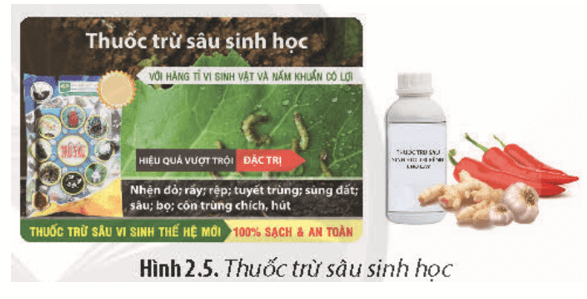 Thuốc trừ sâu sinh học
VỚI HÀNG TỈ VI SINH VẬT VÀ NẤM KHUẨN CÓ LỢI
HIỆU QUẢ VƯỢT TRỘI ĐẶC TRỊ
Nhện đỏ; rầy; rệp; tuyết trùng; sùng đất;
sâu; bọ; côn trùng chích, hút
THUỐC TRỪ SÂU VI SINH THẾ HỆ MỚI 100% SẠCH & AN TOÀN
THUỐC TRỪ SÂU
Hình 2.5. Thuốc trừ sâu sinh học